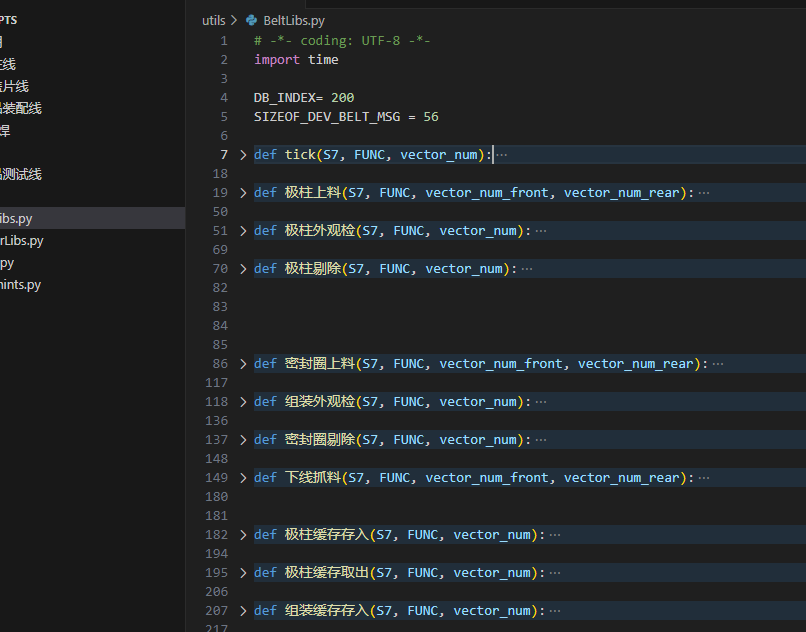 PTS
在线
盖片线
品装配线
焊
品测试线
ibs.py
rLibs.py
py
mints.py
utils > BeltLibs.py
1 # -*- coding: UTF-8 -*-
2 import time
3
4 DB_INDEX= 200
5 SIZEOF_DEV_BELT_MSG = 56
6
7 def tick(S7, FUNC, vector_num):···
18
19 def 极柱上料(S7, FUNC, vector_num_front, vector_num_rear):···
50
51 def 极柱外观检(S7, FUNC, vector_num):···
69
70 def 极柱剔除(S7, FUNC, vector_num):···
82
83
84
85
86 def 密封圈上料(S7, FUNC, vector_num_front, vector_num_rear):···
117
118 def 组装外观检(S7, FUNC, vector_num):···
136
137 def 密封圈剔除(S7, FUNC, vector_num):···
148
149 def 下线抓料(S7, FUNC, vector_num_front, vector_num_rear):···
180
181
182 def 极柱缓存存入(S7, FUNC, vector_num):···
194
195 def 极柱缓存取出(S7, FUNC, vector_num):···
206
207 def 组装缓存存入(S7, FUNC, vector_num):···
217